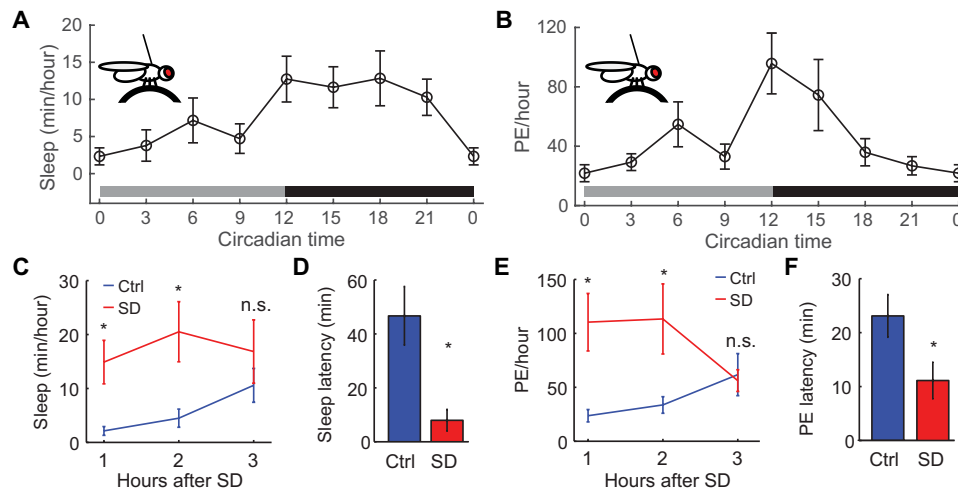 A
Sleep (min/hour)
20
15
10
5
0
0 3 6 9 12 15 18 21 0
Circadian time
B
PE/hour
120
80
40
0
0 3 6 9 12 15 18 21 0
Circadian time
C
Sleep (min/hour)
30
20
10
0
Ctrl
SD
*
*
n.s.
1 2 3
Hours after SD
D
Sleep latency (min)
60
40
20
0
*
Ctrl SD
E
PE/hour
150
100
50
0
Ctrl
SD
*
*
n.s.
1 2 3
Hours after SD
F
PE latency (min)
30
20
10
0
*
Ctrl SD